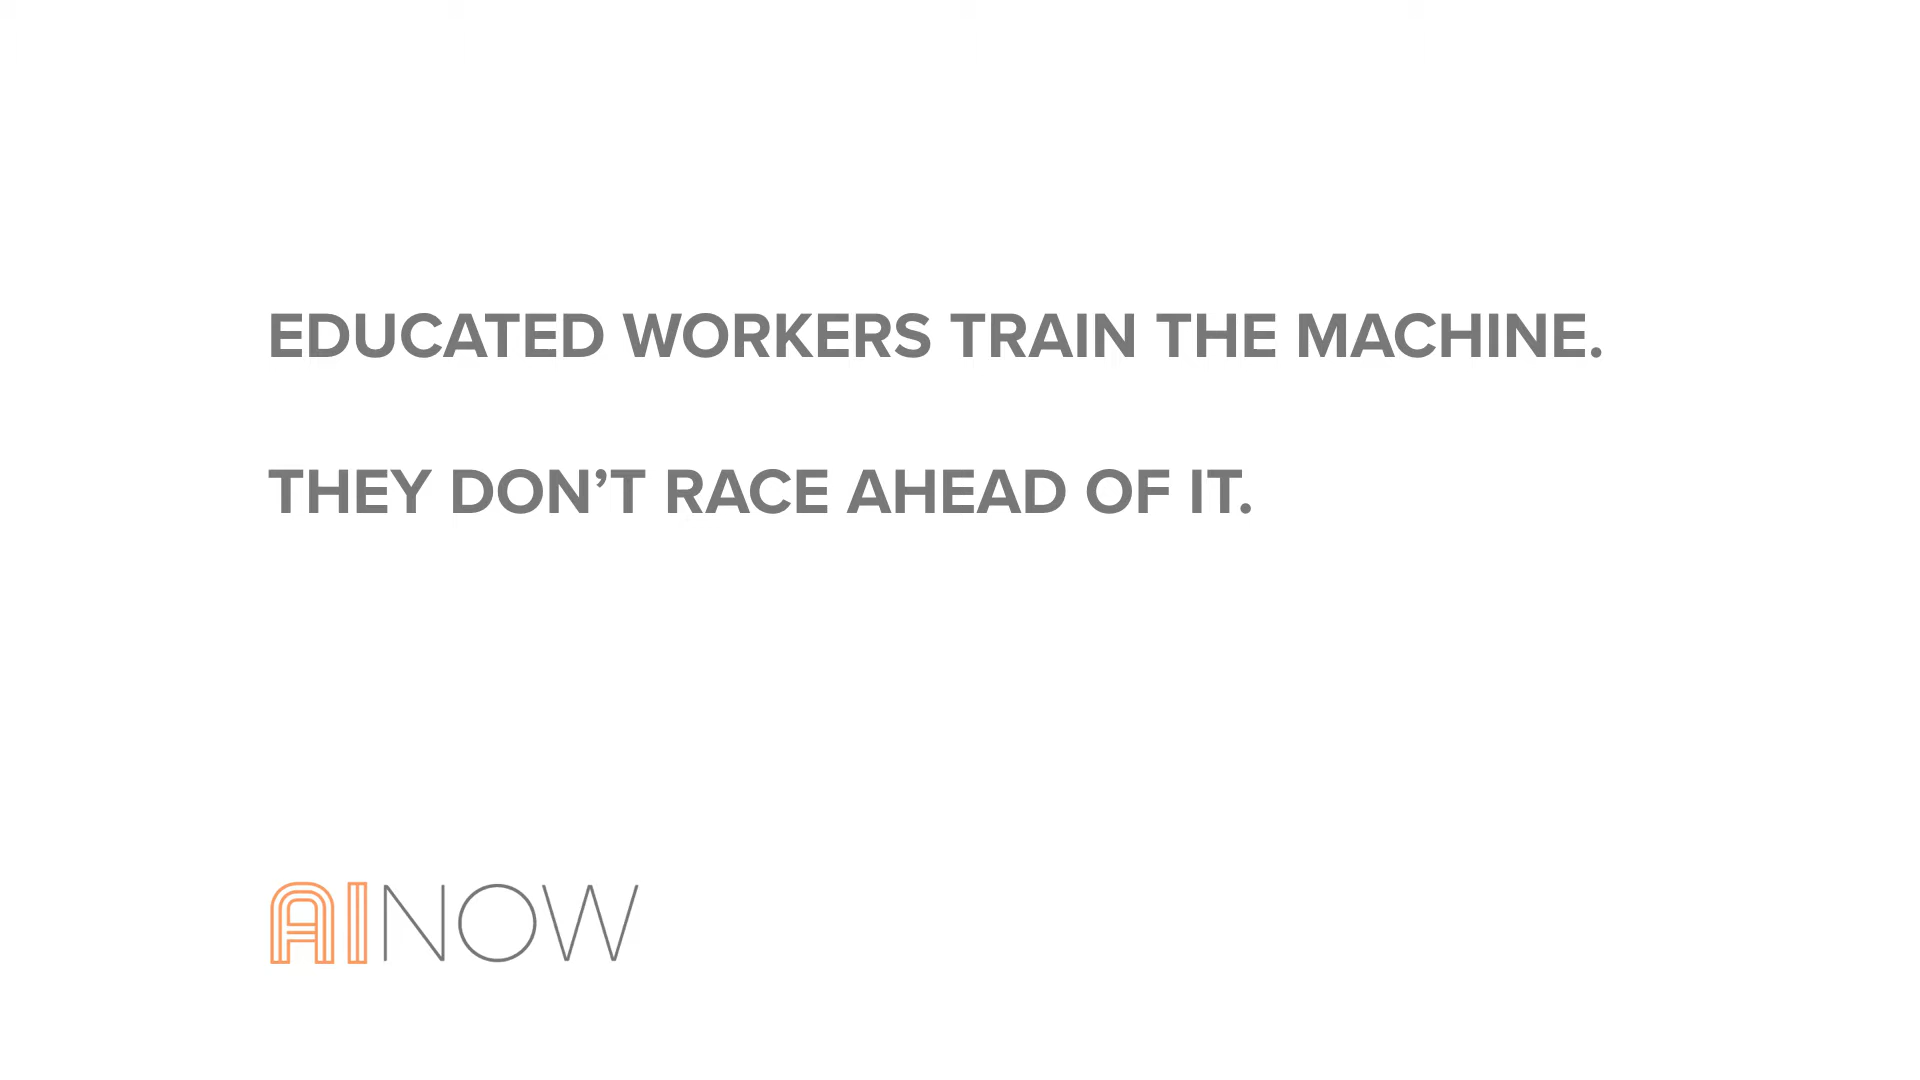 EDUCATED WORKERS TRAIN THE MACHINE.
THEY DON’T RACE AHEAD OF IT.
AINOW